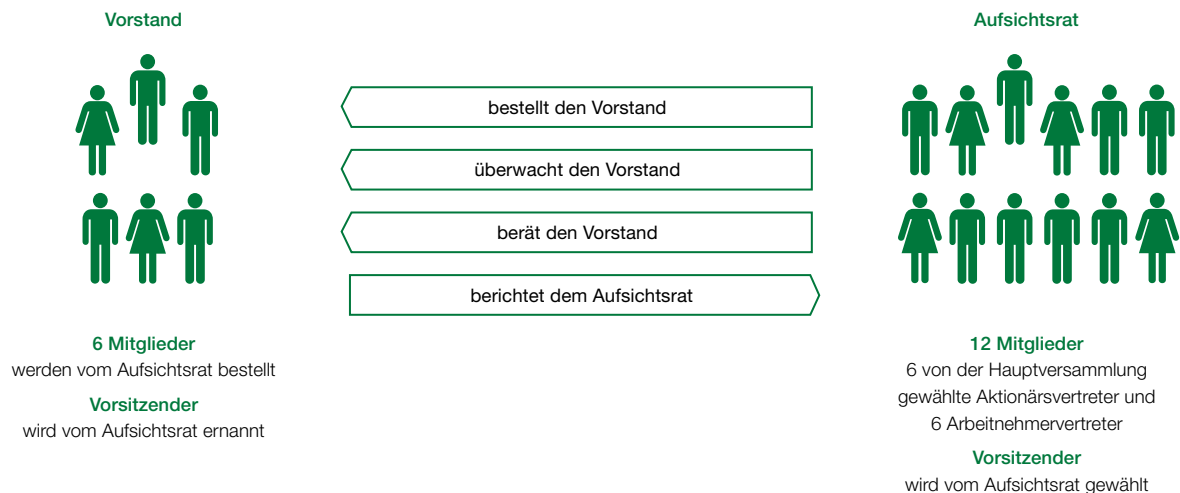 Vorstand
bestellt den Vorstand
überwacht den Vorstand
berät den Vorstand
berichtet dem Aufsichtsrat
6 Mitglieder
werden vom Aufsichtsrat bestellt
Vorsitzender
wird vom Aufsichtsrat ernannt
Aufsichtsrat
12 Mitglieder
6 von der Hauptversammlung
gewählte Aktionärsvertreter und
6 Arbeitnehmervertreter
Vorsitzender
wird vom Aufsichtsrat gewählt